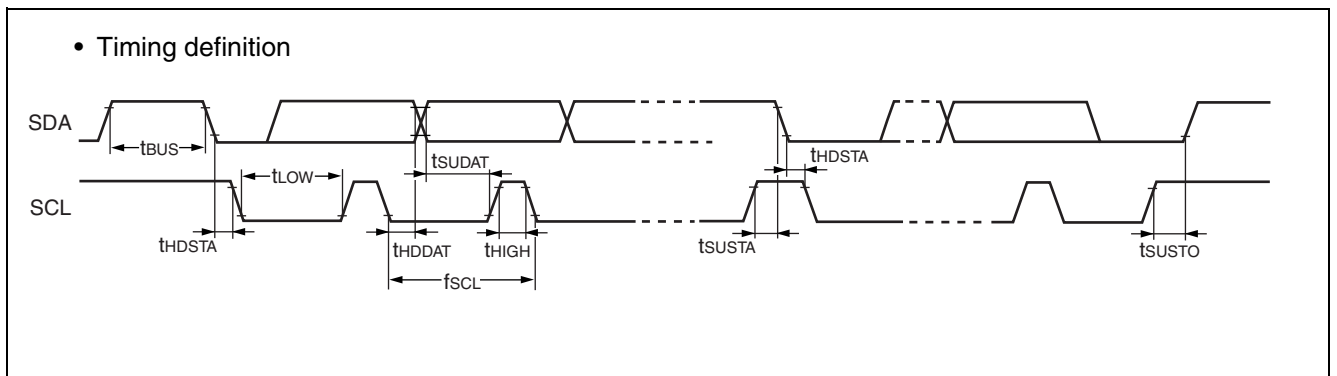 • Timing definition
SDA
tBUS
tSUDAT
tHDSTA
tLOW
SCL
tHDSTA
tHDDAT
tHIGH
tSUSTA
tSUSTO
fSCL